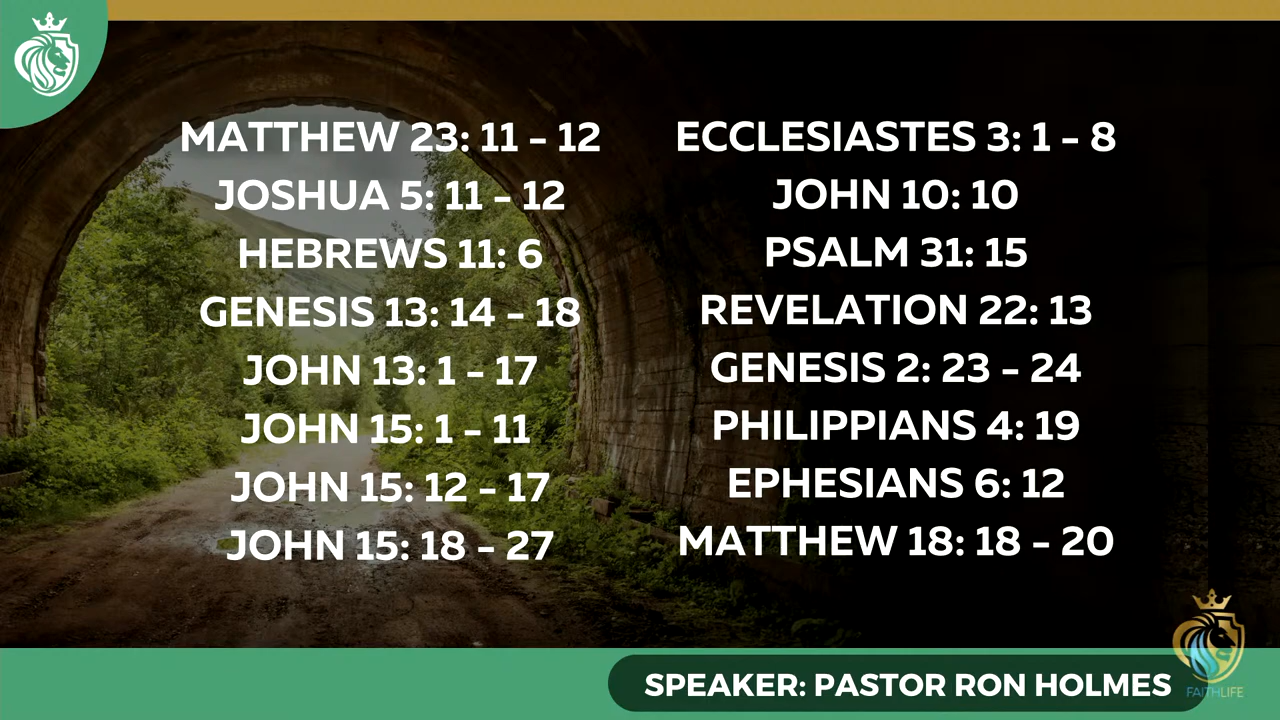 MATTHEW 23: 11 – 12
JOSHUA 5: 11 – 12
HEBREWS 11: 6
GENESIS 13: 14 – 18
JOHN 13: 1 – 17
JOHN 15: 1 – 11
JOHN 15: 12 – 17
JOHN 15: 18 – 27
ECCLESIASTES 3: 1 – 8
JOHN 10: 10
PSALM 31: 15
REVELATION 22: 13
GENESIS 2: 23 – 24
PHILIPPIANS 4: 19
EPHESIANS 6: 12
MATTHEW 18: 18 – 20
SPEAKER: PASTOR RON HOLMES
FAITHLIFE